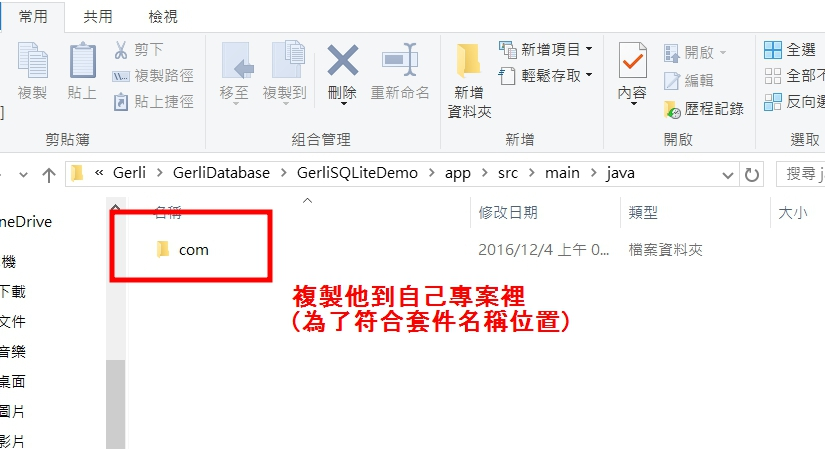 常用
共用
檢視
複製
貼上
剪下
複製路徑
貼上捷徑
剪貼簿
移至
複製到
刪除
重新命名
組合管理
新增
資料夾
新增項目
輕鬆存取
新增
內容
開啟
編輯
歷程記錄
開啟
全選
全部不
反向選
選取
« Gerli > GerliDatabase > GerliSQLiteDemo > app > src > main > java
搜尋 j
neDrive
機
下載
文件
音樂
桌面
圖片
影片
名稱
修改日期
類型
大小
com
2016/12/4 上午 0...
檔案資料夾
複製他到自己專案裡
(為了符合套件名稱位置)